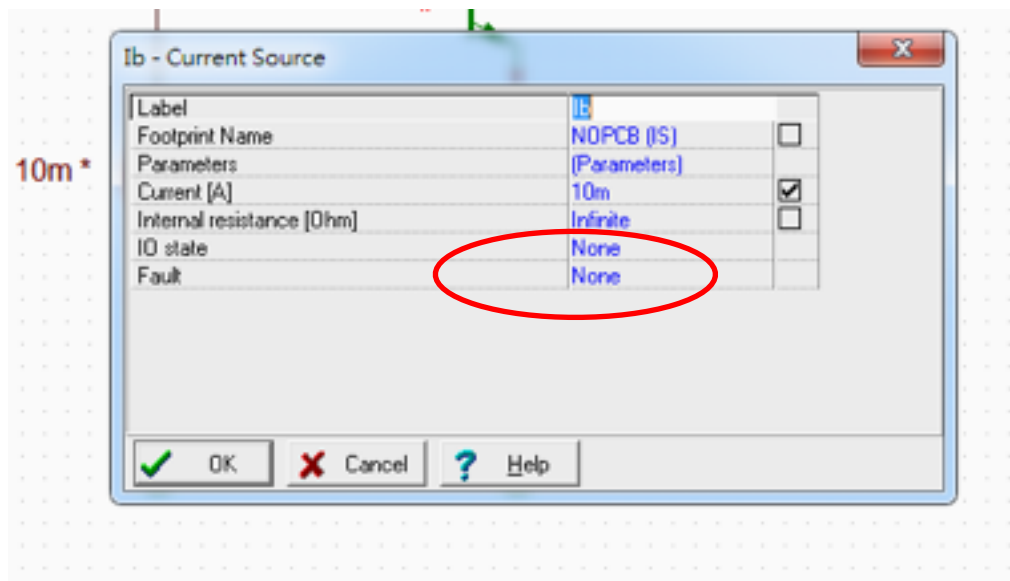 Ib - Current Source
Label Ib
Footprint Name NOPCB (IS)
10m *
Parameters (Parameters)
Current [A] 10m
Internal resistance [Ohm] Infinite
IO state None
Fault None
OK Cancel ? Help